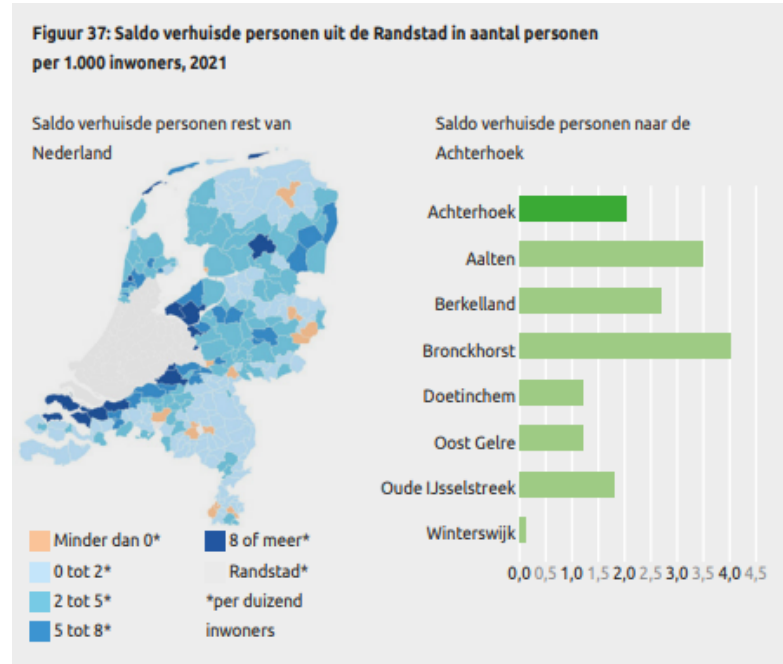 Figuur 37: Saldo verhuisde personen uit de Randstad in aantal personen
per 1.000 inwoners, 2021
Saldo verhuisde personen rest van
Nederland
Minder dan 0*
0 tot 2*
2 tot 5*
5 tot 8*
8 of meer*
Randstad*
*per duizend
inwoners
Saldo verhuisde personen naar de
Achterhoek
Achterhoek
Aalten
Berkelland
Bronckhorst
Doetinchem
Oost Gelre
Oude IJsselstreek
Winterswijk
0,0 0,5 1,0 1,5 2,0 2,5 3,0 3,5 4,0 4,5